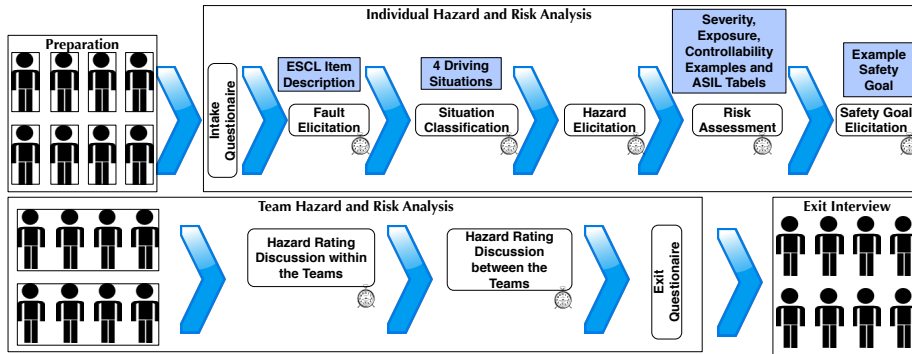 Individual Hazard and Risk Analysis
Preparation
Intake
Questionaire
ESCL Item
Description
Fault
Elicitation
4 Driving
Situations
Situation
Classification
Hazard
Elicitation
Severity,
Exposure,
Controllability
Examples and
ASIL Tabels
Risk
Assessment
Example
Safety
Goal
Safety Goal
Elicitation
Team Hazard and Risk Analysis
Hazard Rating
Discussion within
the Teams
Hazard Rating
Discussion
between the
Teams
Exit
Questionaire
Exit Interview